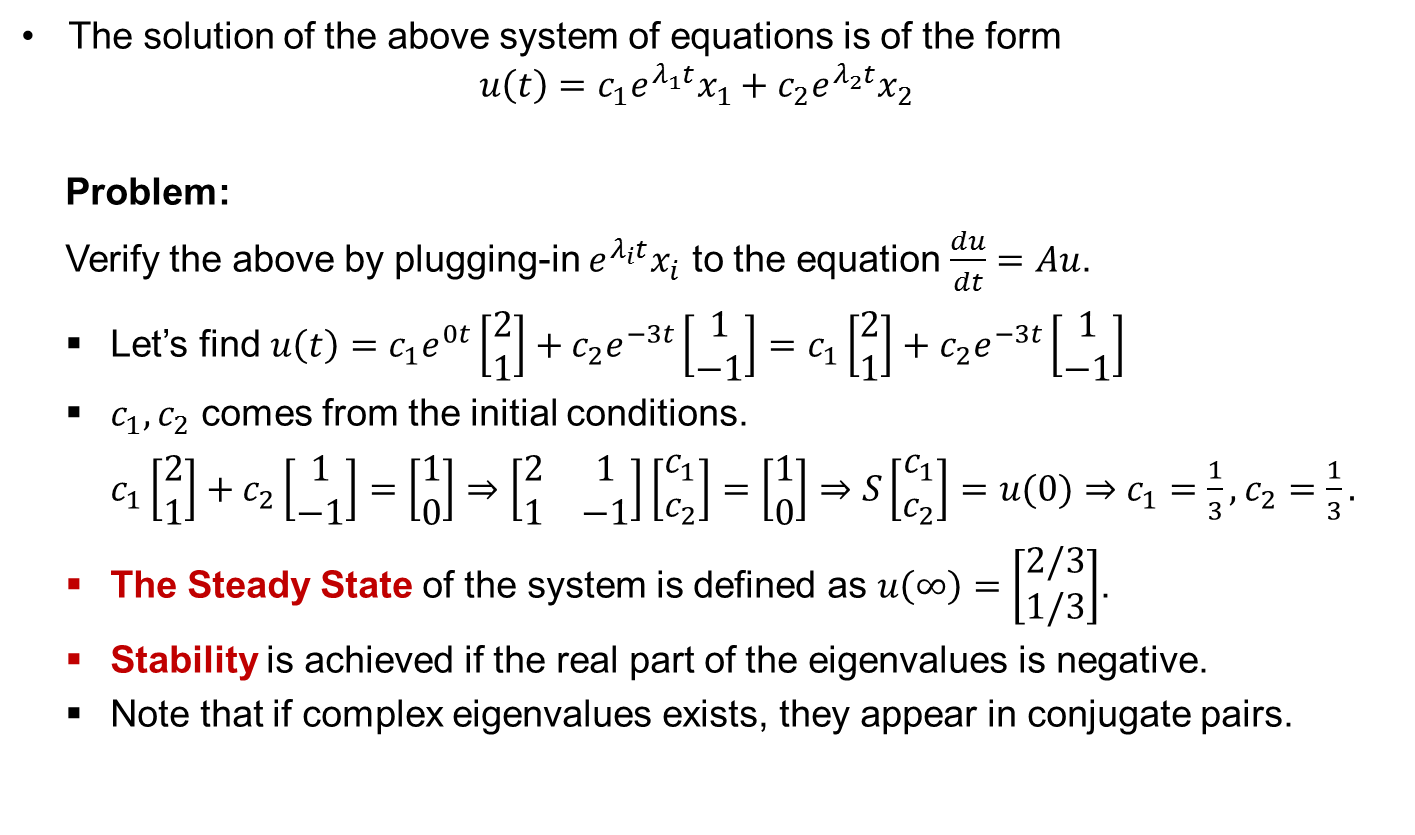 • The solution of the above system of equations is of the form
𝑢(𝑡) = 𝑐₁𝑒^{𝜆₁𝑡}𝑥₁ + 𝑐₂𝑒^{𝜆₂𝑡}𝑥₂
Problem:
Verify the above by plugging-in 𝑒^{𝜆ᵢ𝑡}𝑥ᵢ to the equation \frac{𝑑𝑢}{𝑑𝑡} = 𝐴𝑢.
▪ Let’s find 𝑢(𝑡) = 𝑐₁𝑒^{0𝑡} [2; 1] + 𝑐₂𝑒^{−3𝑡} [1; −1] = 𝑐₁ [2; 1] + 𝑐₂𝑒^{−3𝑡} [1; −1]
▪ 𝑐₁, 𝑐₂ comes from the initial conditions.
𝑐₁ [2; 1] + 𝑐₂ [1; −1] = [1; 0] ⇒ [2 1; 1 −1] [𝑐₁; 𝑐₂] = [1; 0] ⇒ 𝑆 [𝑐₁; 𝑐₂] = 𝑢(0) ⇒ 𝑐₁ = \frac{1}{3}, 𝑐₂ = \frac{1}{3}.
▪ The Steady State of the system is defined as 𝑢(∞) = [2/3; 1/3].
▪ Stability is achieved if the real part of the eigenvalues is negative.
▪ Note that if complex eigenvalues exists, they appear in conjugate pairs.